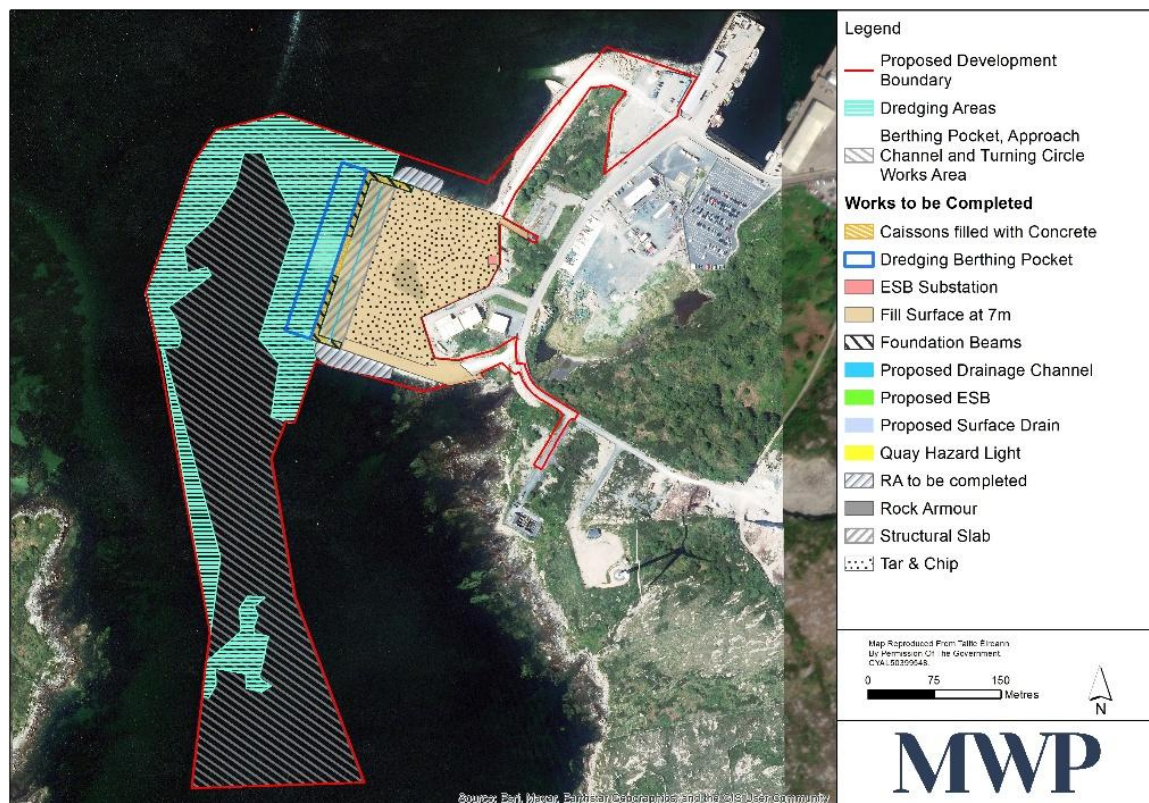 Legend
Proposed Development
Boundary
Dredging Areas
Berthing Pocket, Approach
Channel and Turning Circle
Works Area
Works to be Completed
Caissons filled with Concrete
Dredging Berthing Pocket
ESB Substation
Fill Surface at 7m
Foundation Beams
Proposed Drainage Channel
Proposed ESB
Proposed Surface Drain
Quay Hazard Light
RA to be completed
Rock Armour
Structural Slab
Tar & Chip
Map Reproduced From Tailte Éireann
By Permission Of The Government.
CYAL50399648.
0 75 150
Metres
N
MWP
Source: Esri, Maxar, Earthstar Geographics, and the GIS User Community